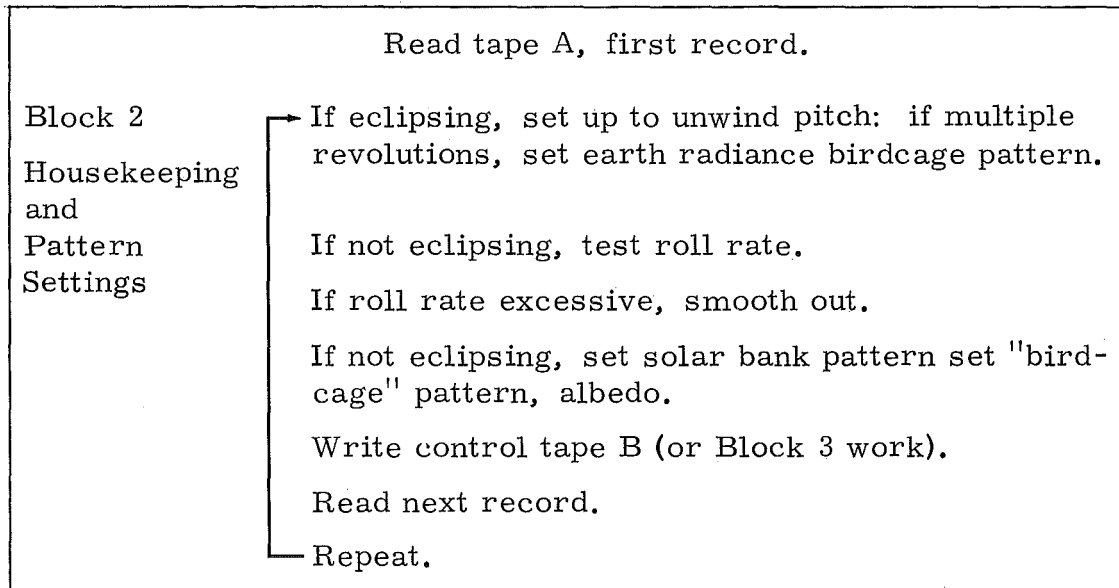 Read tape A, first record.
Block 2
Housekeeping
and
Pattern
Settings
If eclipsing, set up to unwind pitch: if multiple
revolutions, set earth radiance birdcage pattern.
If not eclipsing, test roll rate.
If roll rate excessive, smooth out.
If not eclipsing, set solar bank pattern set "bird-
cage" pattern, albedo.
Write control tape B (or Block 3 work).
Read next record.
Repeat.